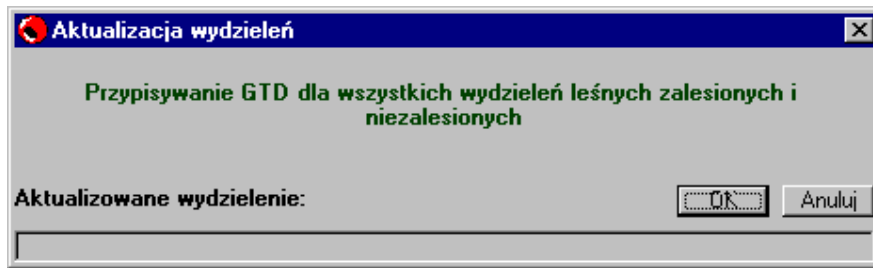 Aktualizacja wydzieleń
Przypisywanie GTD dla wszystkich wydzieleń leśnych zalesionych i
niezalesionych
Aktualizowane wydzielenie:
OK
Anuluj